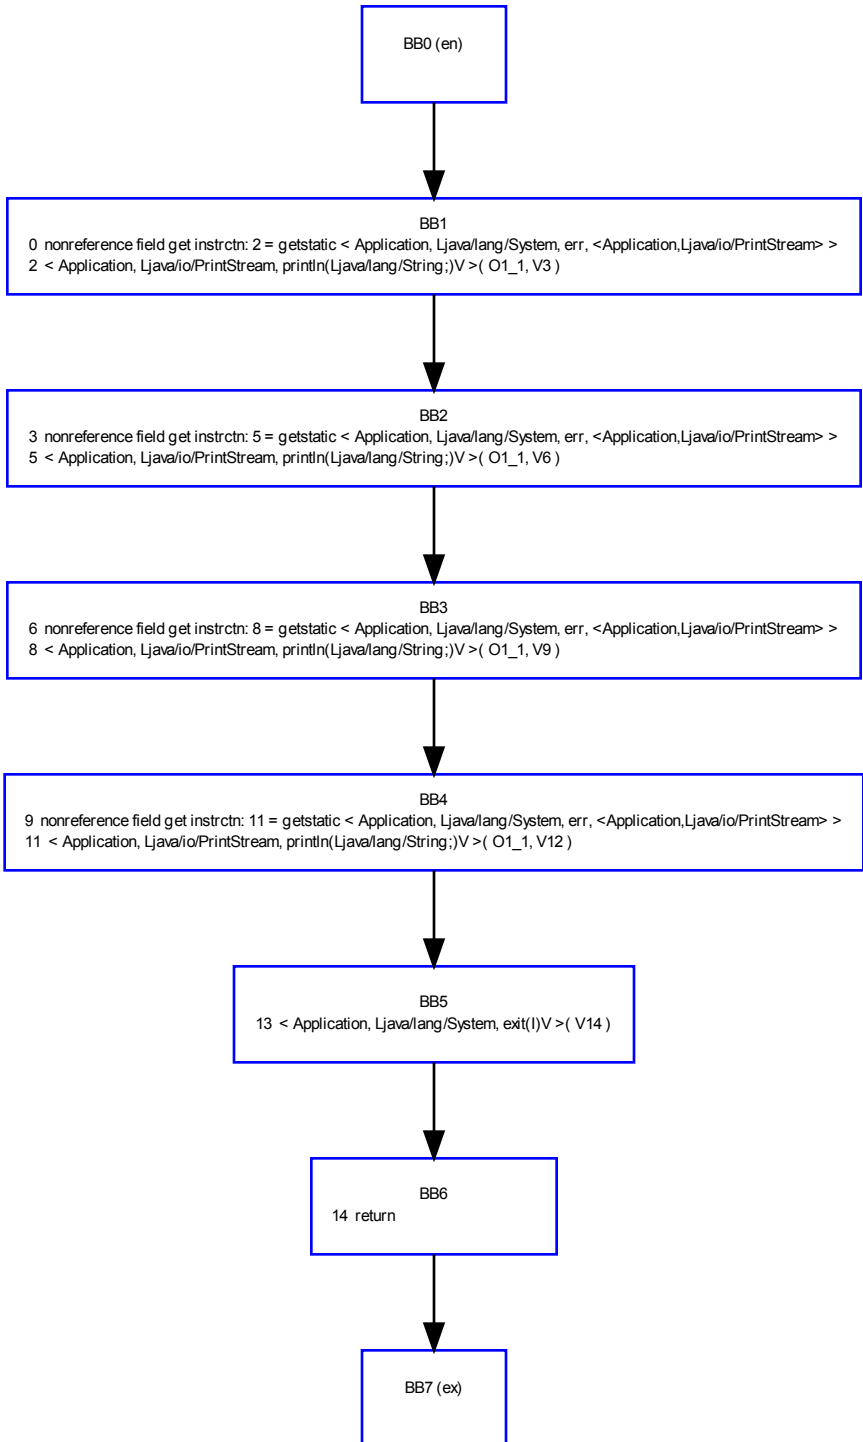 BB0 (en)
BB1
0 nonreference field get instrctn: 2 = getstatic < Application, Ljava/lang/System, err, <Application,Ljava/io/PrintStream> >
2 < Application, Ljava/io/PrintStream, println(Ljava/lang/String;)V >( O1_1, V3 )
BB2
3 nonreference field get instrctn: 5 = getstatic < Application, Ljava/lang/System, err, <Application,Ljava/io/PrintStream> >
5 < Application, Ljava/io/PrintStream, println(Ljava/lang/String;)V >( O1_1, V6 )
BB3
6 nonreference field get instrctn: 8 = getstatic < Application, Ljava/lang/System, err, <Application,Ljava/io/PrintStream> >
8 < Application, Ljava/io/PrintStream, println(Ljava/lang/String;)V >( O1_1, V9 )
BB4
9 nonreference field get instrctn: 11 = getstatic < Application, Ljava/lang/System, err, <Application,Ljava/io/PrintStream> >
11 < Application, Ljava/io/PrintStream, println(Ljava/lang/String;)V >( O1_1, V12 )
BB5
13 < Application, Ljava/lang/System, exit(I)V >( V14 )
BB6
14 return
BB7 (ex)